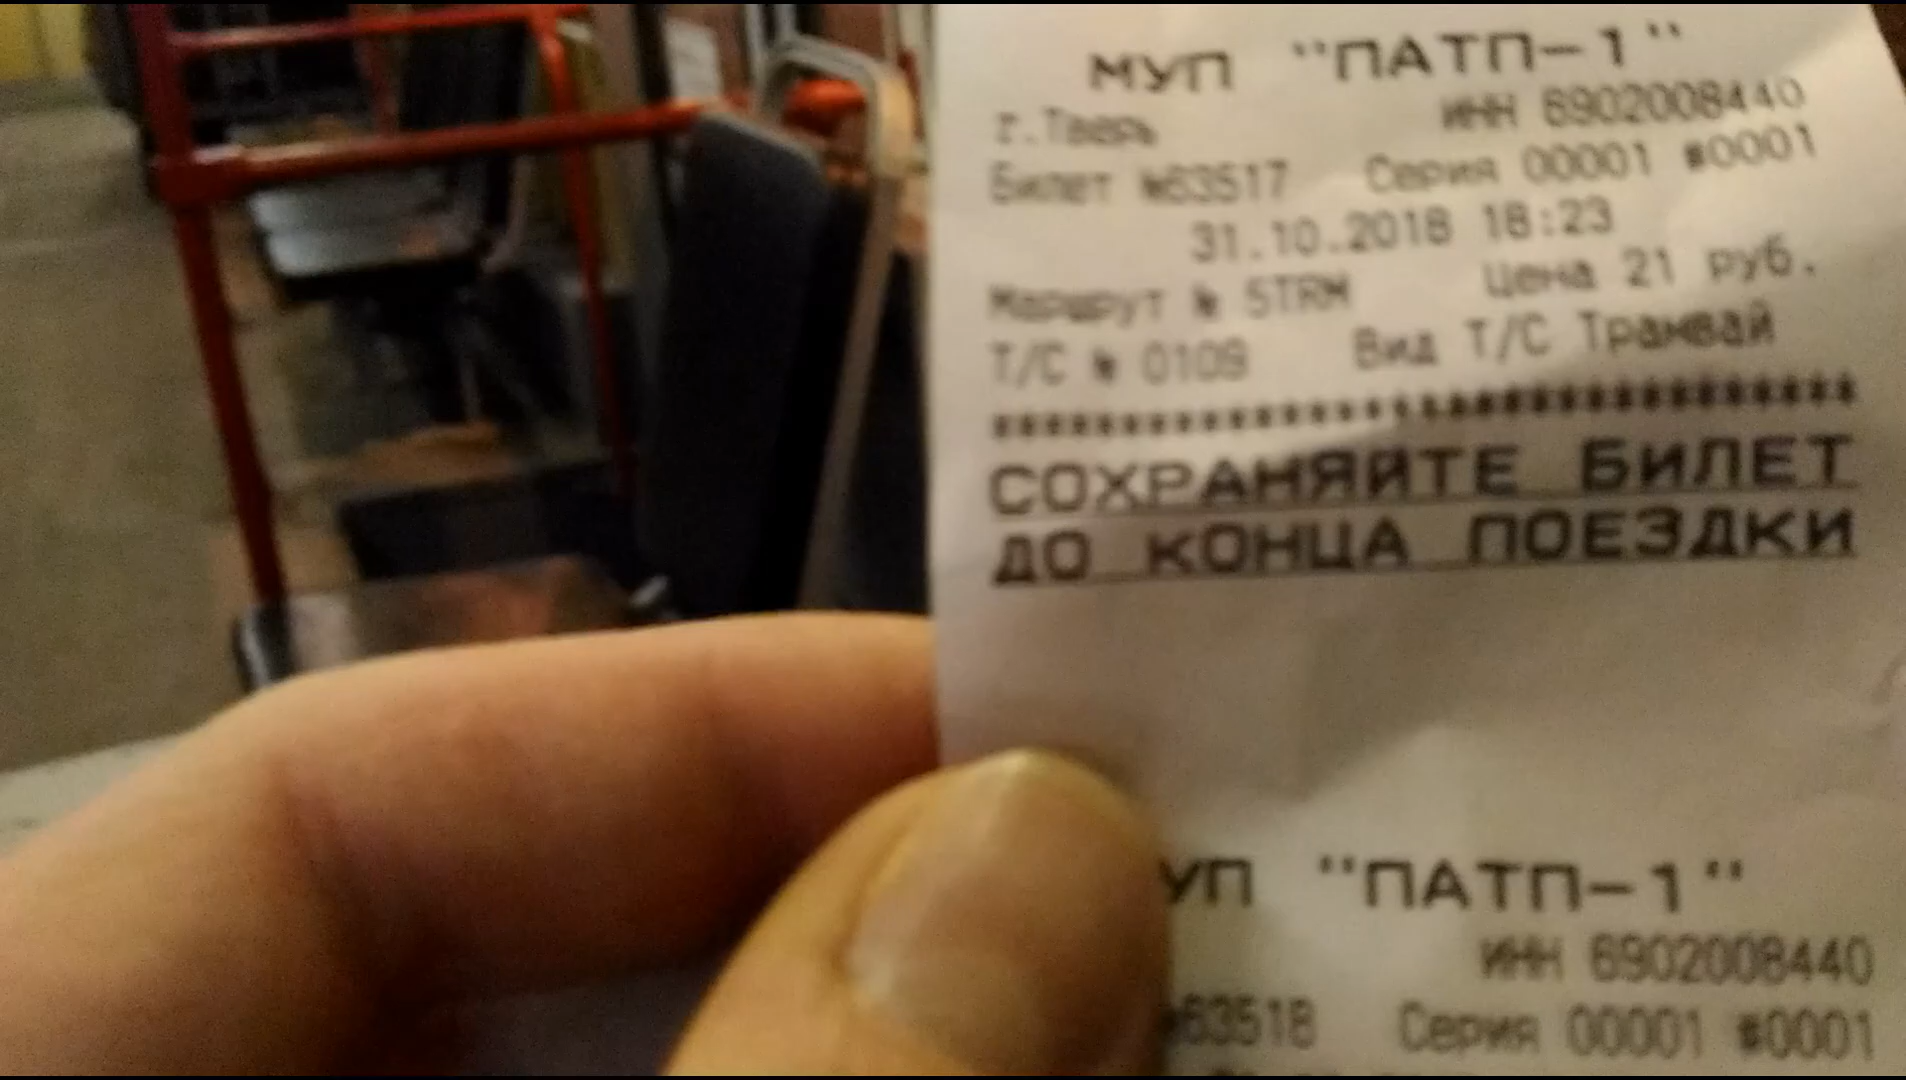 МУП "ПАТП-1"
г.Тверь ИНН 6902008440
Билет №63517 Серия 00001 #0001
31.10.2018 18:23
Маршрут № 5TRM Цена 21 руб.
Т/С № 0109 Вид Т/С Трамвай
СОХРАНЯЙТЕ БИЛЕТ
ДО КОНЦА ПОЕЗДКИ
УП "ПАТП-1"
ИНН 6902008440
№63518 Серия 00001 #0001